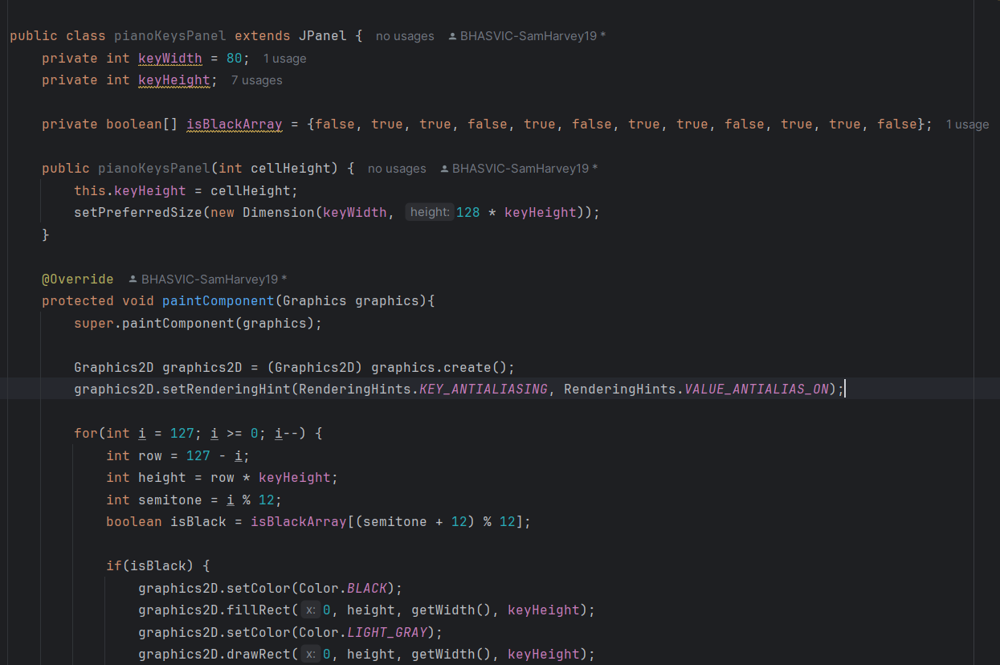 public class pianoKeysPanel extends JPanel {  no usages  BHASVIC-SamHarvey19 *
    private int keyWidth = 80;  1 usage
    private int keyHeight;  7 usages

    private boolean[] isBlackArray = {false, true, true, false, true, false, true, true, false, true, true, false};  1 usage

    public pianoKeysPanel(int cellHeight) {  no usages  BHASVIC-SamHarvey19 *
        this.keyHeight = cellHeight;
        setPreferredSize(new Dimension(keyWidth, height: 128 * keyHeight));
    }

    @Override  BHASVIC-SamHarvey19 *
    protected void paintComponent(Graphics graphics){
        super.paintComponent(graphics);

        Graphics2D graphics2D = (Graphics2D) graphics.create();
        graphics2D.setRenderingHint(RenderingHints.KEY_ANTIALIASING, RenderingHints.VALUE_ANTIALIAS_ON);

        for(int i = 127; i >= 0; i--) {
            int row = 127 - i;
            int height = row * keyHeight;
            int semitone = i % 12;
            boolean isBlack = isBlackArray[(semitone + 12) % 12];

            if(isBlack) {
                graphics2D.setColor(Color.BLACK);
                graphics2D.fillRect( x: 0, height, getWidth(), keyHeight);
                graphics2D.setColor(Color.LIGHT_GRAY);
                graphics2D.drawRect( x: 0, height, getWidth(), keyHeight);